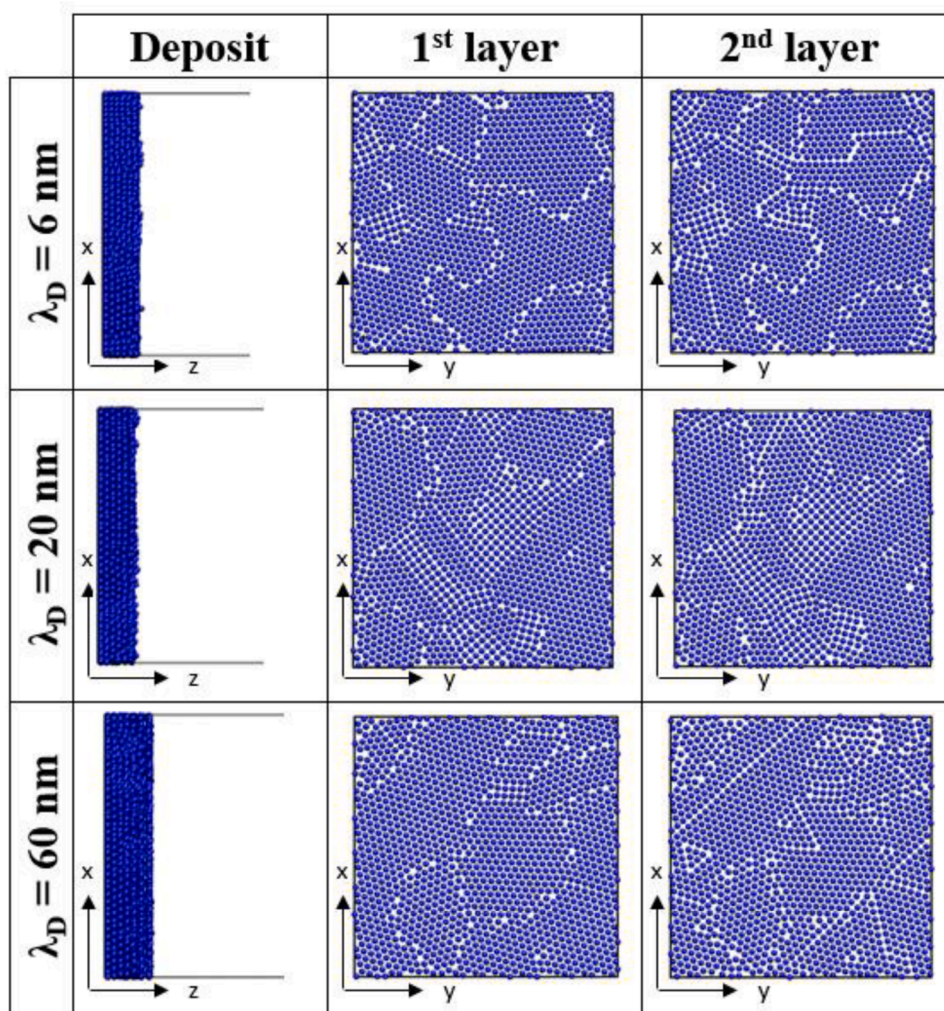 Deposit 1st layer 2nd layer
λD = 6 nm
x
z
x
y
x
y
λD = 20 nm
x
z
x
y
x
y
λD = 60 nm
x
z
x
y
x
y